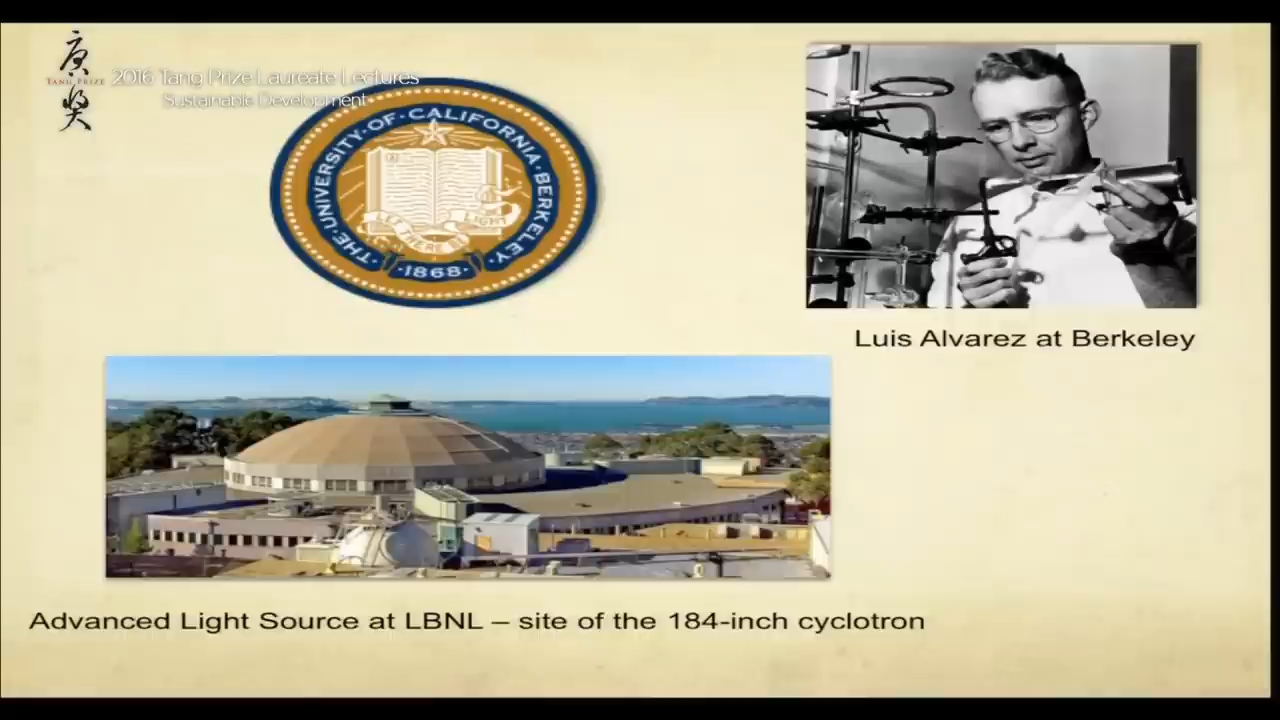 唐
TANG PRIZE
獎
2016 Tang Prize Laureate Lectures
Sustainable Development
THE·UNIVERSITY·OF·CALIFORNIA·BERKELEY
LET
THERE BE
LIGHT
·1868·
Luis Alvarez at Berkeley
Advanced Light Source at LBNL – site of the 184-inch cyclotron